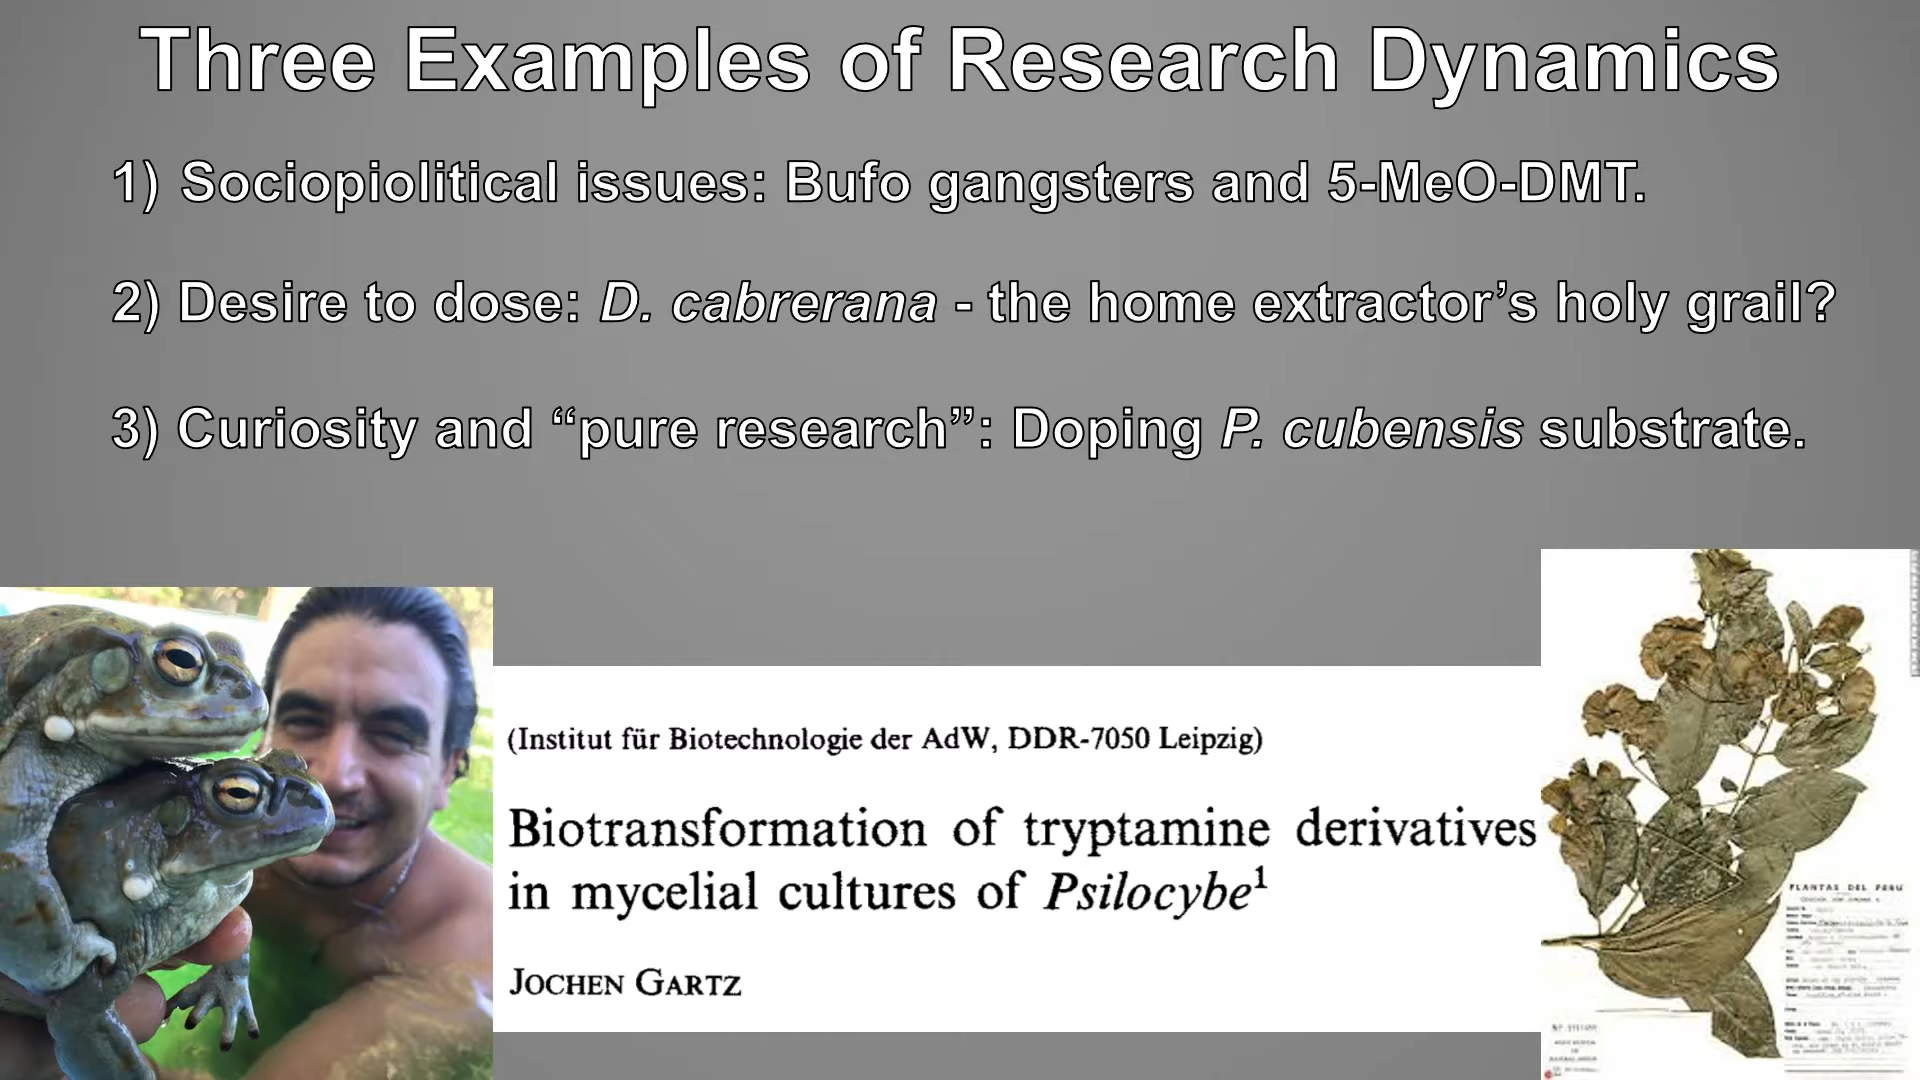 Three Examples of Research Dynamics
1) Sociopiolitical issues: Bufo gangsters and 5-MeO-DMT.
2) Desire to dose: D. cabrerana - the home extractor’s holy grail?
3) Curiosity and “pure research”: Doping P. cubensis substrate.
(Institut für Biotechnologie der AdW, DDR-7050 Leipzig)
Biotransformation of tryptamine derivatives
in mycelial cultures of Psilocybe¹
JOCHEN GARTZ
PLANTAS DEL PERU